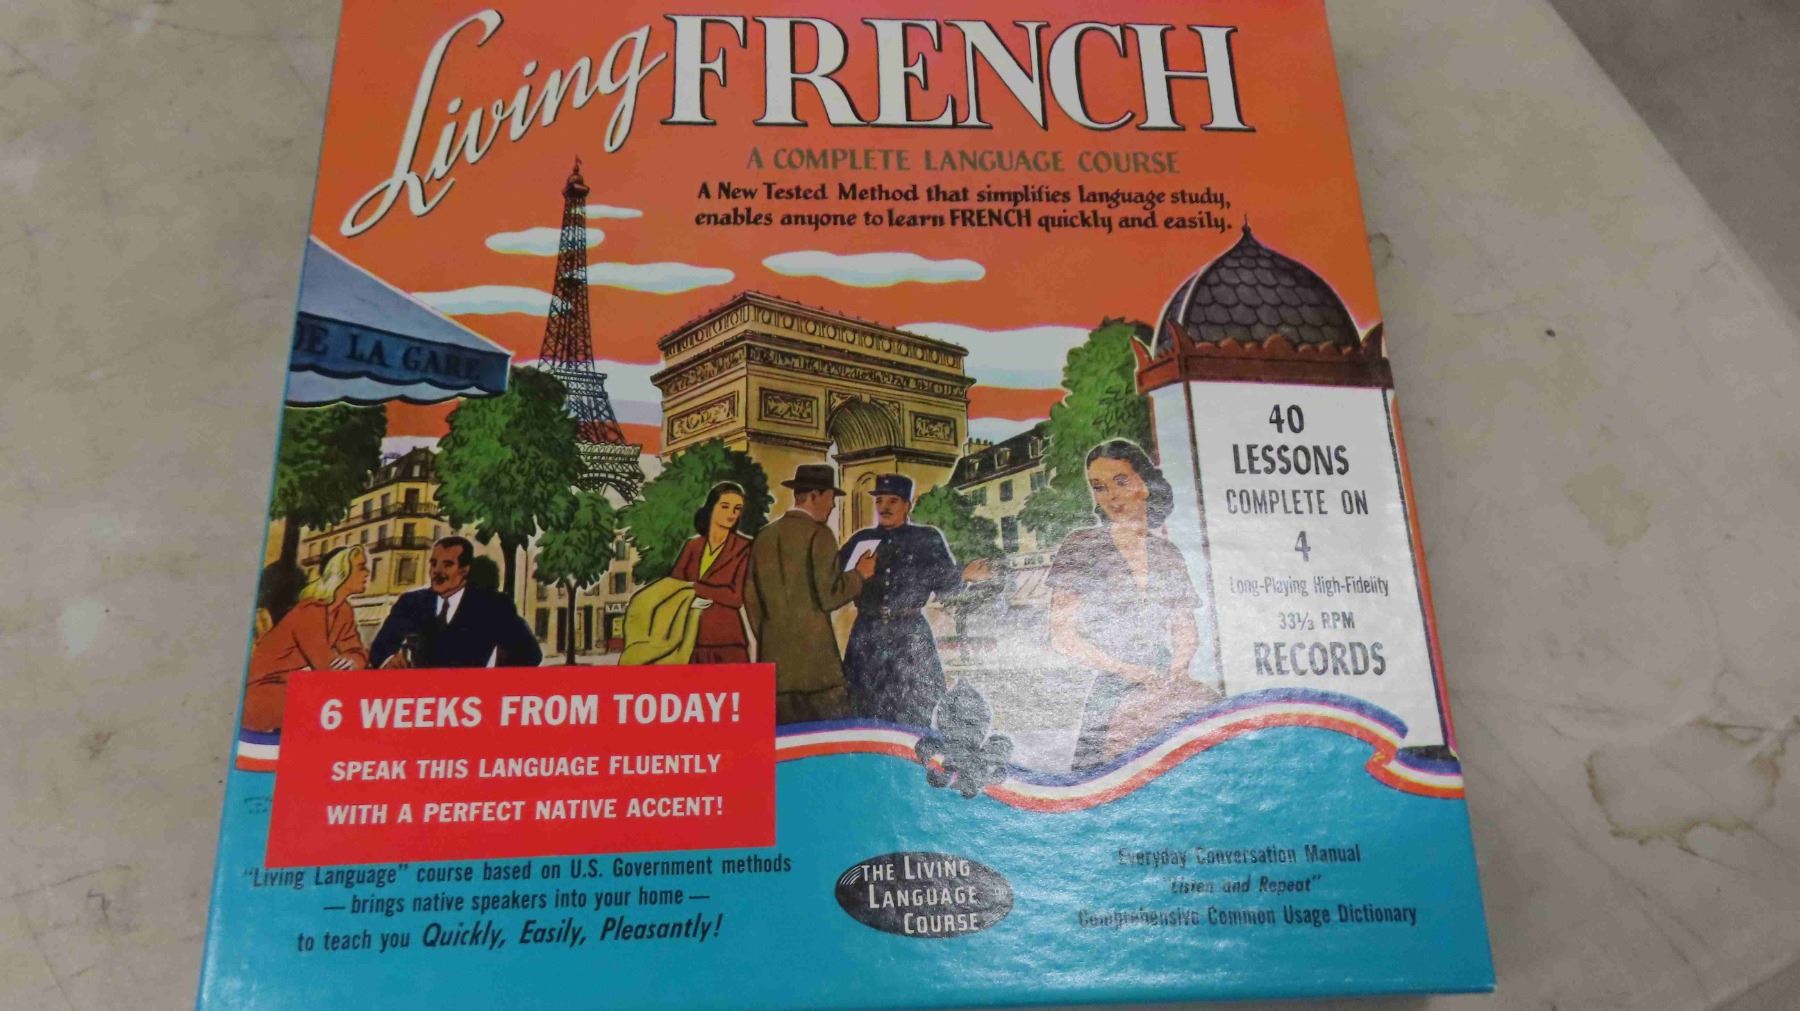 Living FRENCH
A COMPLETE LANGUAGE COURSE
A New Tested Method that simplifies language study,
enables anyone to learn FRENCH quickly and easily.
DE LA GARE
40
LESSONS
COMPLETE ON
4
Long-Playing High-Fidelity
33⅓ RPM
RECORDS
6 WEEKS FROM TODAY!
SPEAK THIS LANGUAGE FLUENTLY
WITH A PERFECT NATIVE ACCENT!
"Living Language" course based on U.S. Government methods
— brings native speakers into your home —
to teach you Quickly, Easily, Pleasantly!
THE LIVING
LANGUAGE
COURSE
Everyday Conversation Manual
"Listen and Repeat"
Comprehensive Common Usage Dictionary